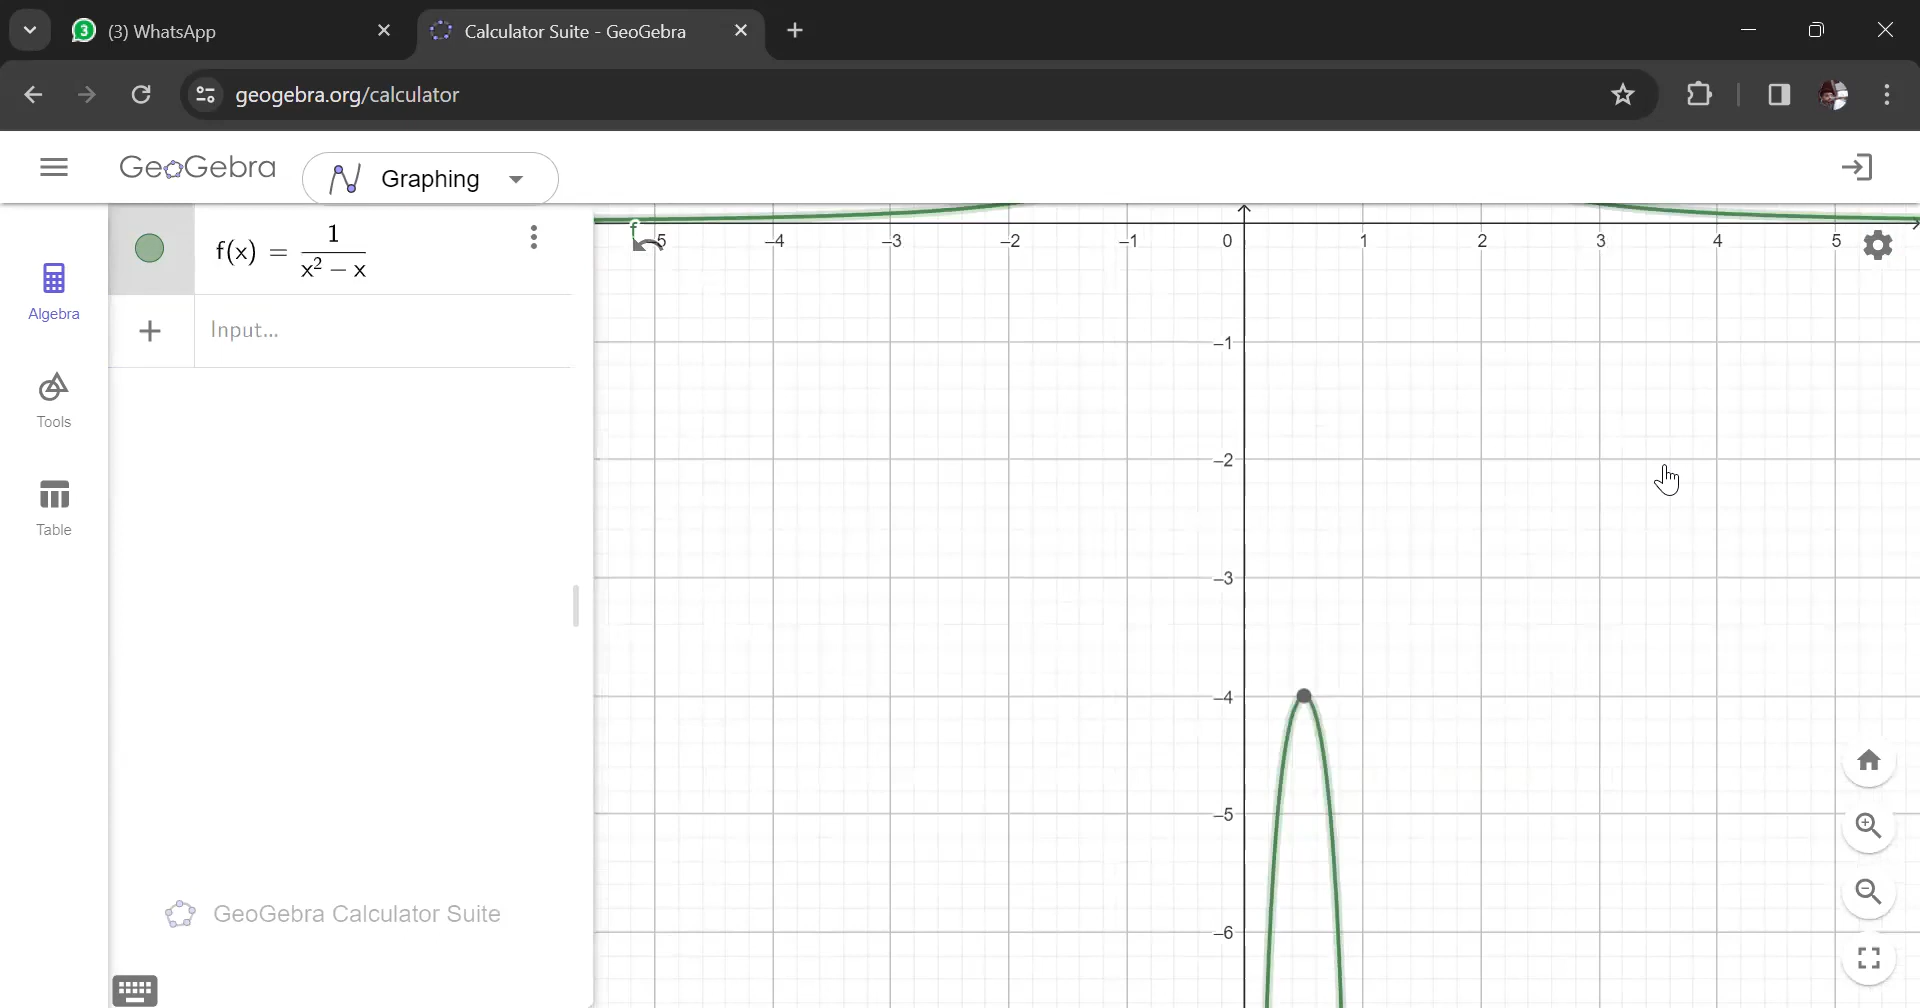 3 (3) WhatsApp
Calculator Suite - GeoGebra
geogebra.org/calculator
GeoGebra
Graphing
f(x) = 1 / (x² − x)
Input...
Algebra
Tools
Table
GeoGebra Calculator Suite
f
–5 –4 –3 –2 –1 0 1 2 3 4 5
–1
–2
–3
–4
–5
–6